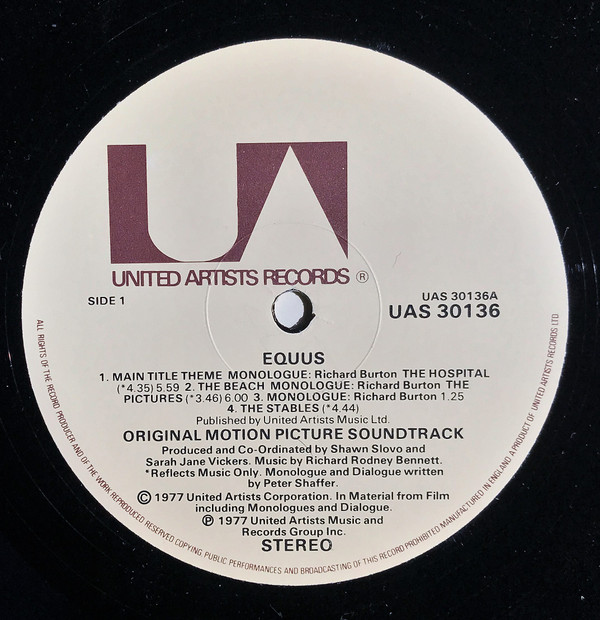 UA
UNITED ARTISTS RECORDS ®
SIDE 1
UAS 30136A
UAS 30136
EQUUS
1. MAIN TITLE THEME MONOLOGUE: Richard Burton THE HOSPITAL
(*4.35) 5.59 2. THE BEACH MONOLOGUE: Richard Burton THE
PICTURES (*3.46) 6.00 3. MONOLOGUE: Richard Burton 1.25
4. THE STABLES (*4.44)
Published by United Artists Music Ltd.
ORIGINAL MOTION PICTURE SOUNDTRACK
Produced and Co-Ordinated by Shawn Slovo and
Sarah Jane Vickers. Music by Richard Rodney Bennett.
*Reflects Music Only. Monologue and Dialogue written
by Peter Shaffer.
© 1977 United Artists Corporation. In Material from Film
including Monologues and Dialogue.
℗ 1977 United Artists Music and
Records Group Inc.
STEREO
ALL RIGHTS OF THE RECORD PRODUCER AND OF THE WORK REPRODUCED RESERVED COPYING, PUBLIC PERFORMANCES AND BROADCASTING OF THIS RECORD PROHIBITED MANUFACTURED IN ENGLAND A PRODUCT OF UNITED ARTISTS RECORDS LTD